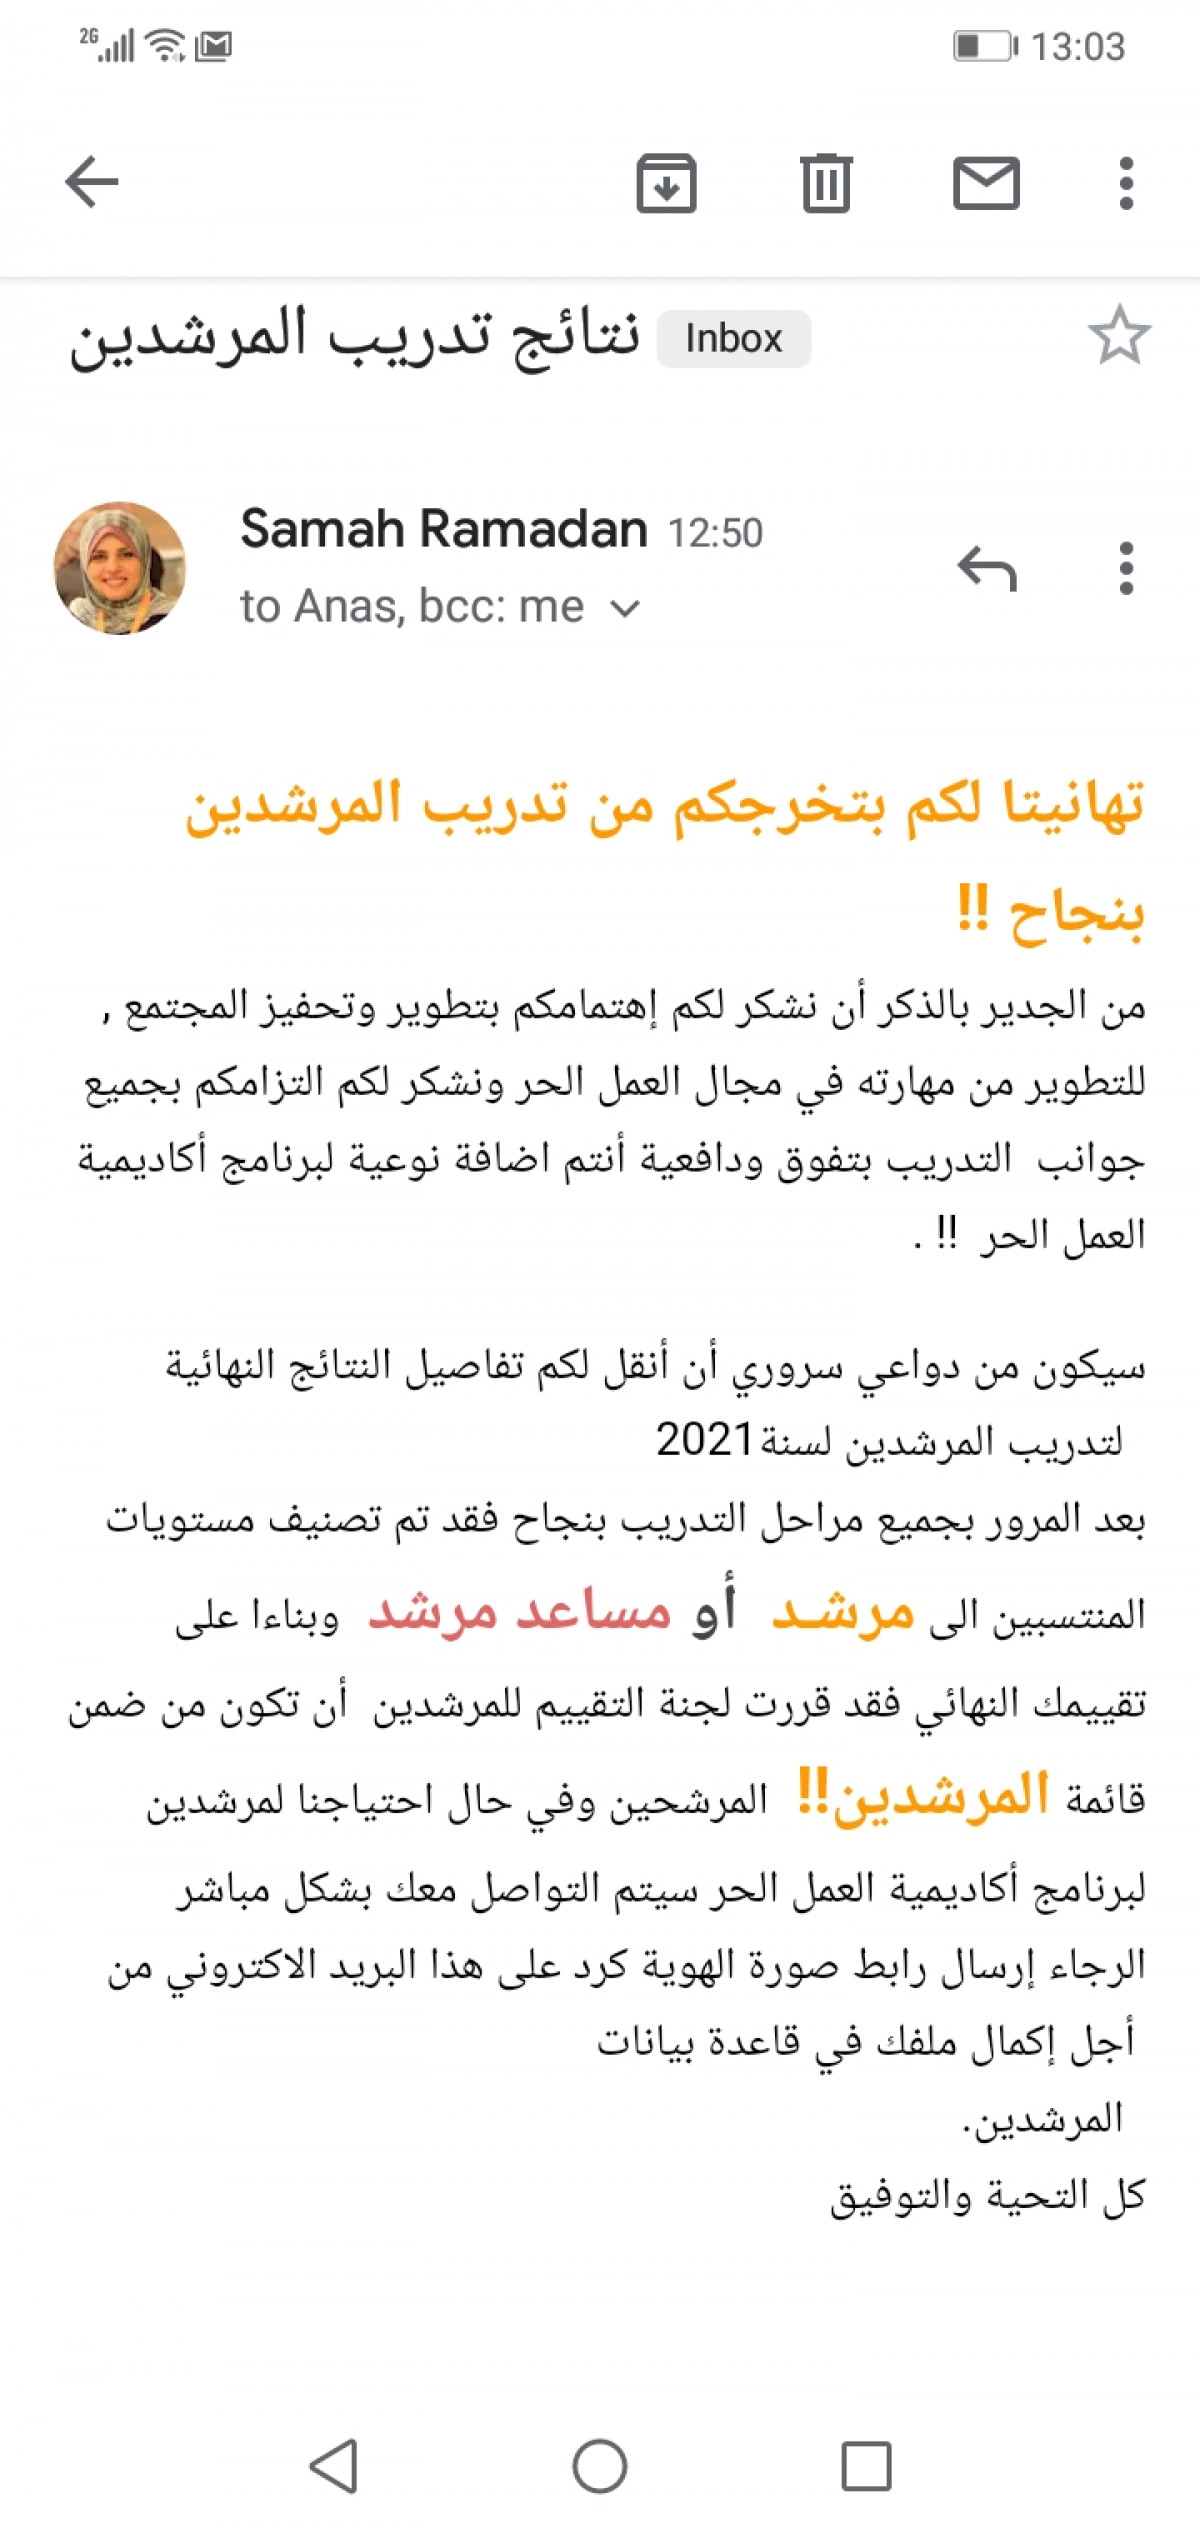 2G 13:03
نتائج تدريب المرشدين Inbox
Samah Ramadan 12:50
to Anas, bcc: me
تهانيتا لكم بتخرجكم من تدريب المرشدين
بنجاح !!
من الجدير بالذكر أن نشكر لكم إهتمامكم بتطوير وتحفيز المجتمع ,
للتطوير من مهارته في مجال العمل الحر ونشكر لكم التزامكم بجميع
جوانب التدريب بتفوق ودافعية أنتم اضافة نوعية لبرنامج أكاديمية
العمل الحر !! .
سيكون من دواعي سروري أن أنقل لكم تفاصيل النتائج النهائية
لتدريب المرشدين لسنة2021
بعد المرور بجميع مراحل التدريب بنجاح فقد تم تصنيف مستويات
المنتسبين الى مرشـد أو مساعد مرشد وبناءا على
تقييمك النهائي فقد قررت لجنة التقييم للمرشدين أن تكون من ضمن
قائمة المرشدين!! المرشحين وفي حال احتياجنا لمرشدين
لبرنامج أكاديمية العمل الحر سيتم التواصل معك بشكل مباشر
الرجاء إرسال رابط صورة الهوية كرد على هذا البريد الاكتروني من
أجل إكمال ملفك في قاعدة بيانات
المرشدين.
كل التحية والتوفيق